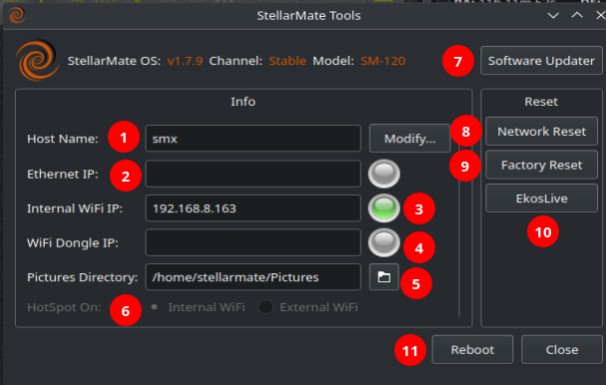 StellarMate Tools
StellarMate OS: v1.7.9 Channel: Stable Model: SM-120
7 Software Updater
Info
Host Name: 1 smx Modify...
Ethernet IP: 2
Internal WiFi IP: 192.168.8.163 3
WiFi Dongle IP: 4
Pictures Directory: /home/stellarmate/Pictures 5
HotSpot On: 6 Internal WiFi External WiFi
Reset
8 Network Reset
9 Factory Reset
EkosLive
10
11 Reboot Close